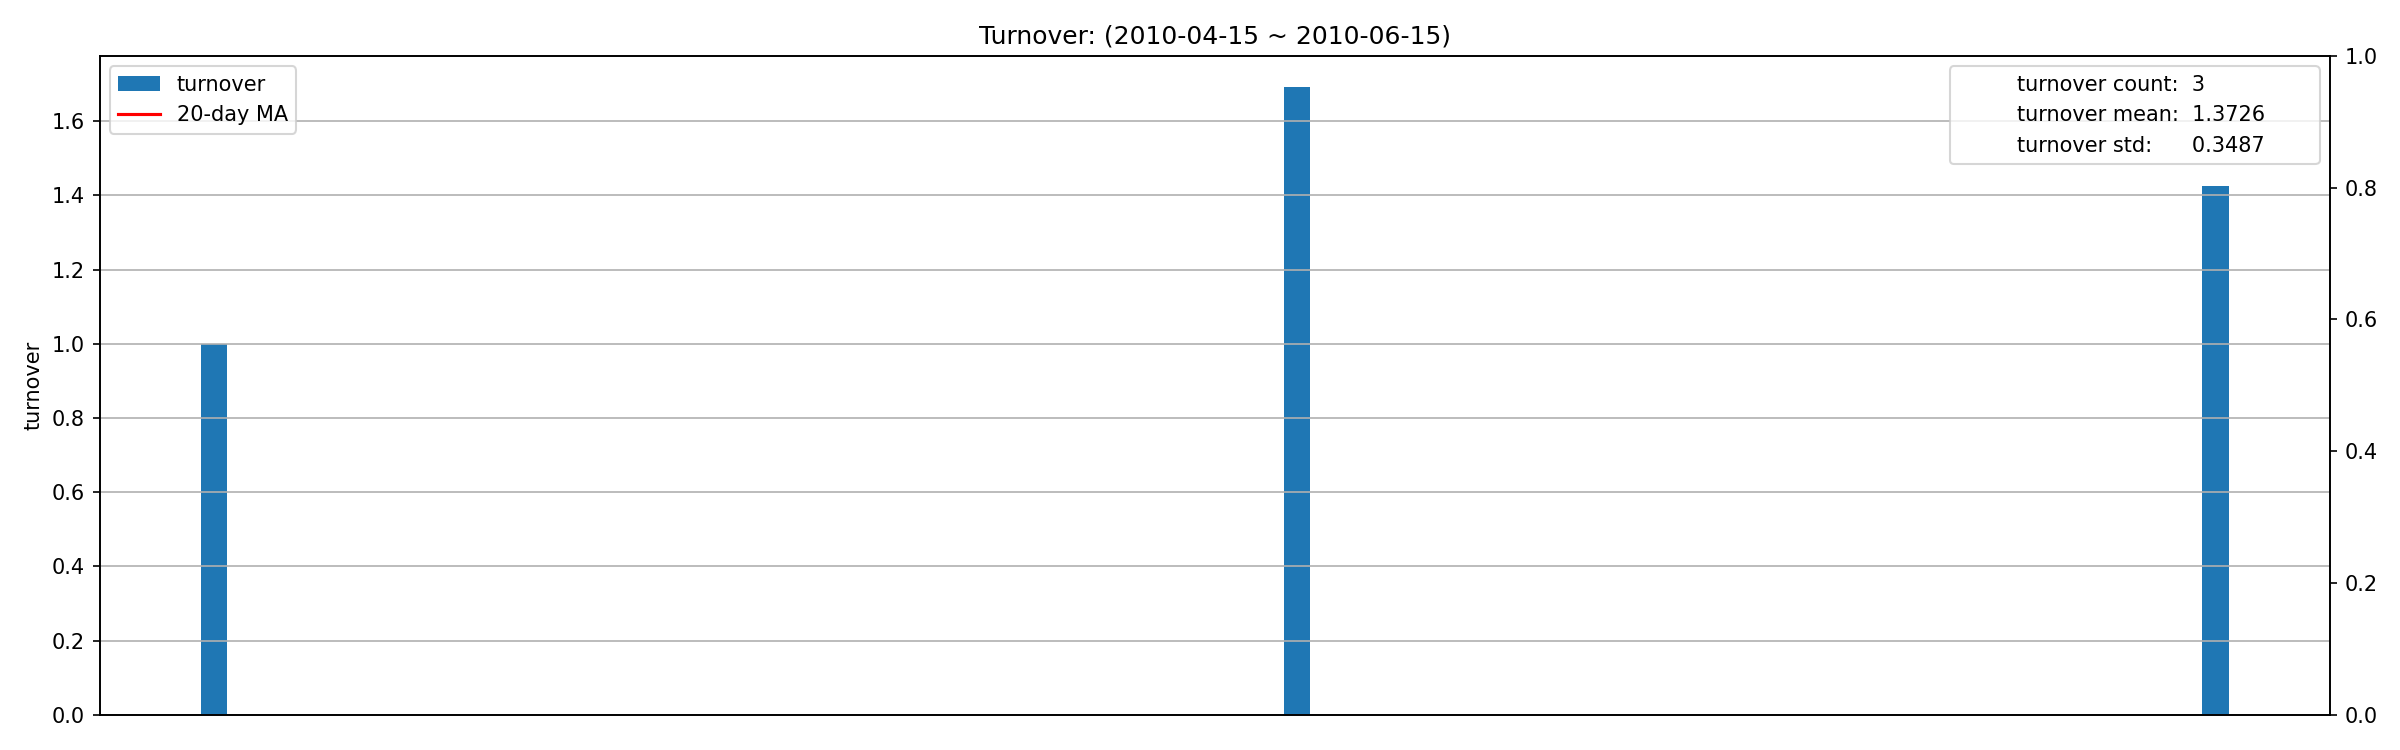 Turnover: (2010-04-15 ~ 2010-06-15)
turnover
20-day MA
turnover count: 3
turnover mean: 1.3726
turnover std: 0.3487
turnover
1.6
1.4
1.2
1.0
0.8
0.6
0.4
0.2
0.0
1.0
0.8
0.6
0.4
0.2
0.0